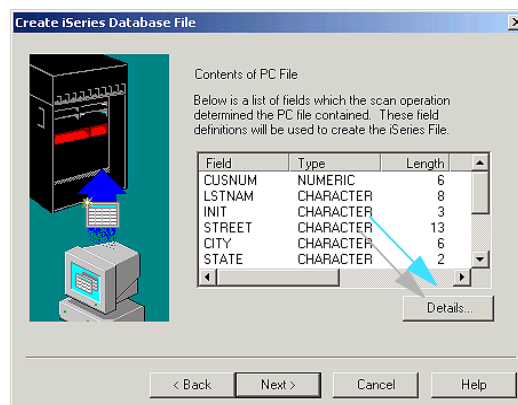 Create iSeries Database File
Contents of PC File
Below is a list of fields which the scan operation
determined the PC file contained. These field
definitions will be used to create the iSeries File.
Field Type Length
CUSNUM NUMERIC 6
LSTNAM CHARACTER 8
INIT CHARACTER 3
STREET CHARACTER 13
CITY CHARACTER 6
STATE CHARACTER 2
Details...
< Back Next > Cancel Help